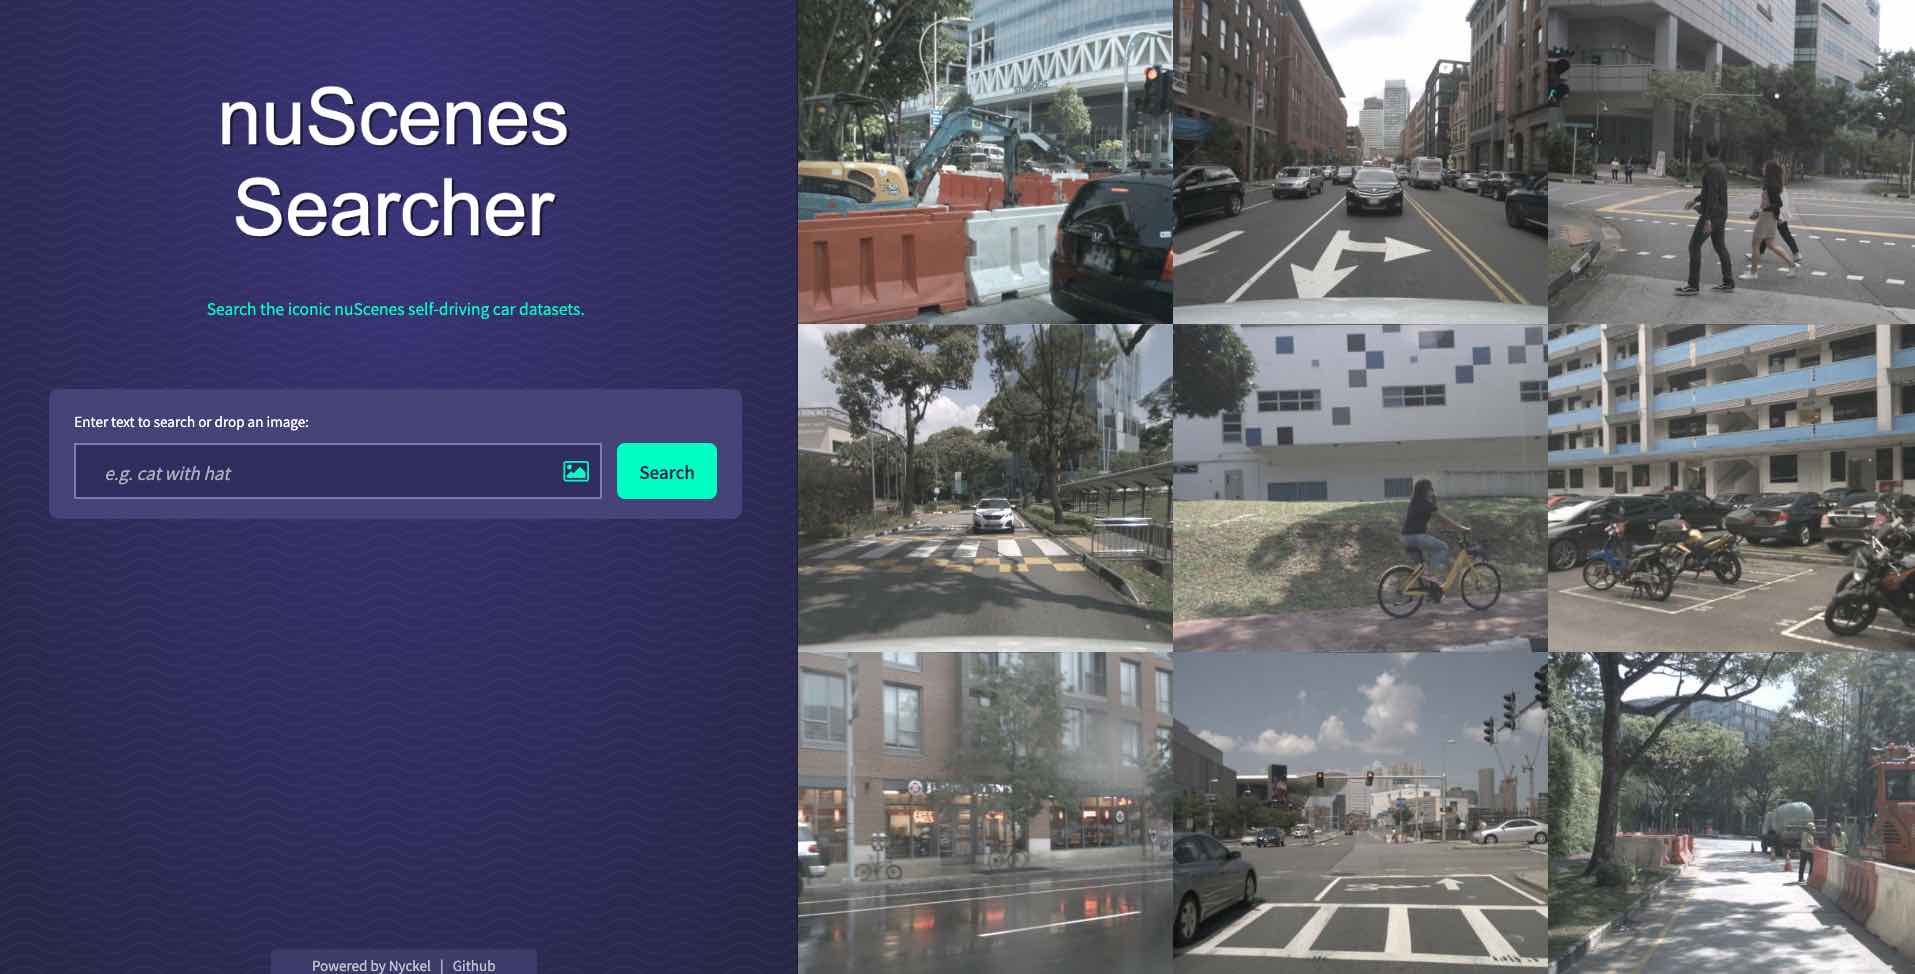 nuScenes
Searcher
Search the iconic nuScenes self-driving car datasets.
Enter text to search or drop an image:
e.g. cat with hat
Search
Powered by Nyckel | Github